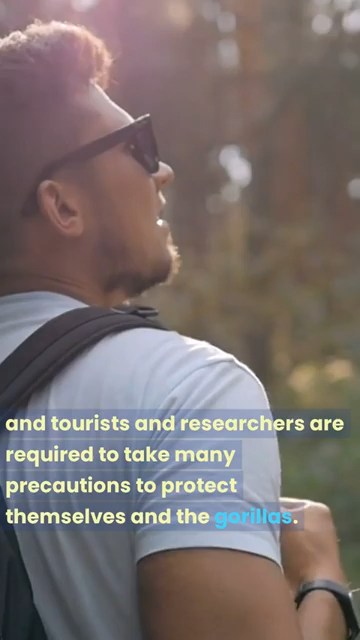 and tourists and researchers are
required to take many
precautions to protect
themselves and the gorillas.